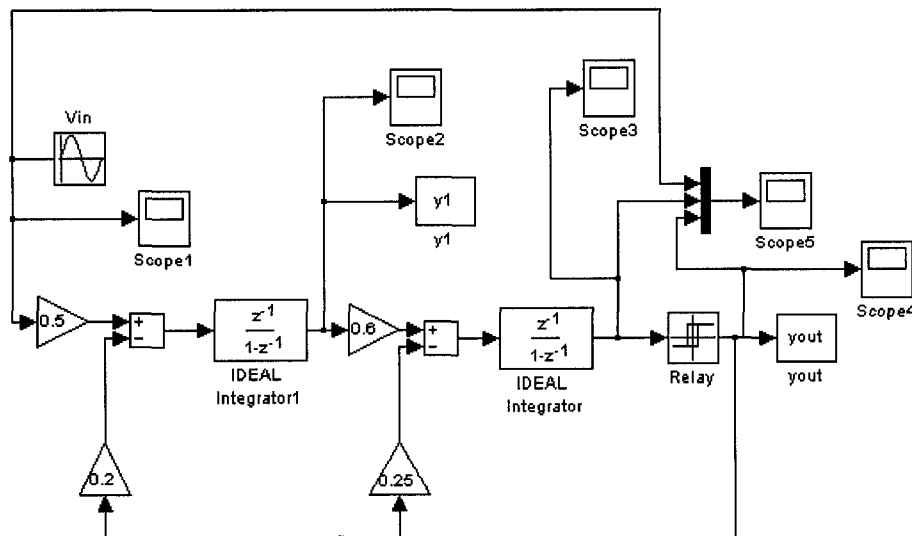 Vin
Scope1
Scope2
y1
y1
Scope3
Scope5
Scope4
0.5
+
−
z-1
1-z-1
IDEAL
Integrator1
0.6
+
−
z-1
1-z-1
IDEAL
Integrator
Relay
yout
yout
0.2
0.25